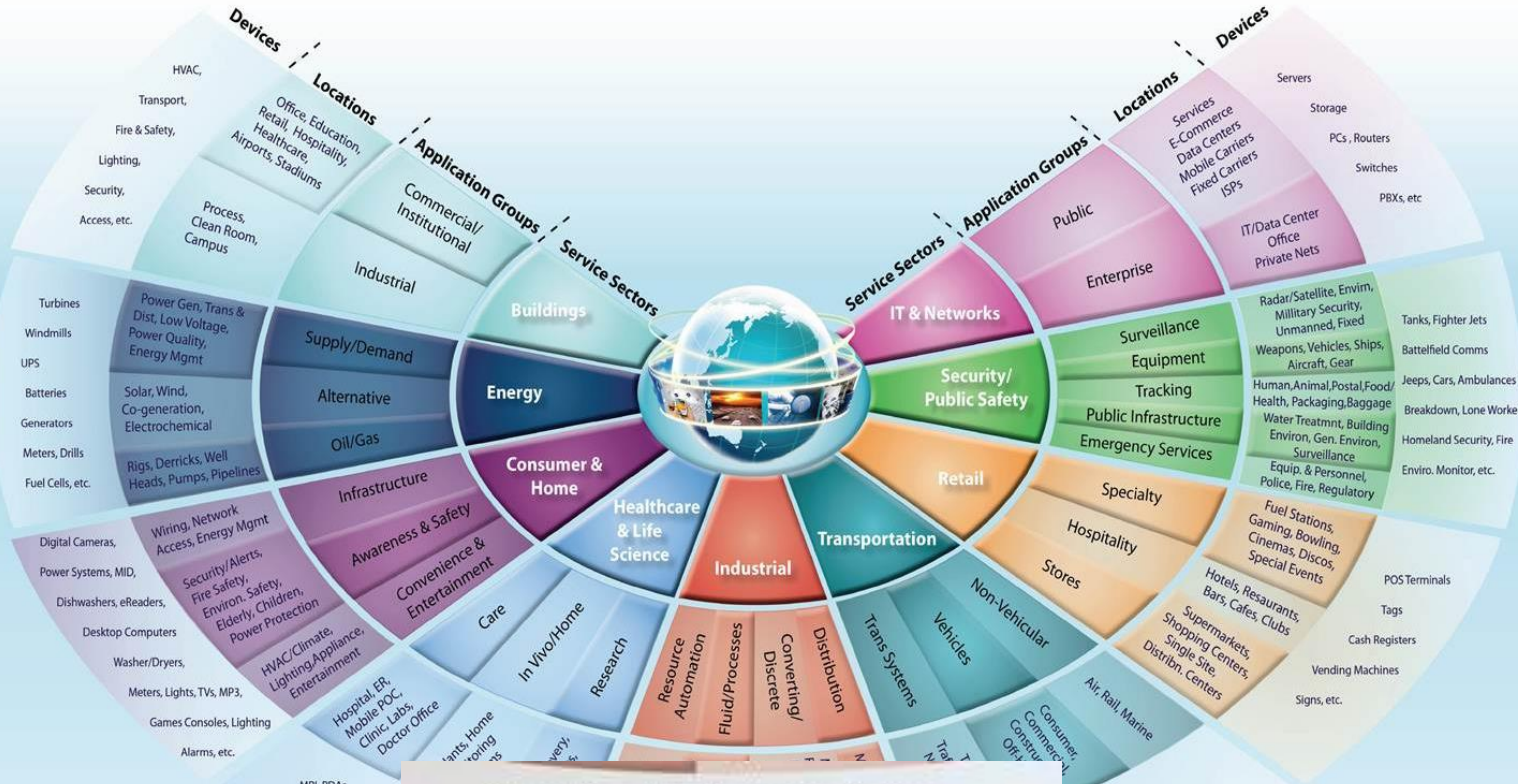 Devices
Locations
Application Groups
Service Sectors
HVAC,
Transport,
Fire & Safety,
Lighting,
Security,
Access, etc.
Office, Education,
Retail, Hospitality,
Healthcare,
Airports, Stadiums
Process,
Clean Room,
Campus
Commercial/
Institutional
Industrial
Buildings
Turbines
Windmills
UPS
Batteries
Generators
Meters, Drills
Fuel Cells, etc.
Power Gen, Trans &
Dist, Low Voltage,
Power Quality,
Energy Mgmt
Solar, Wind,
Co-generation,
Electrochemical
Rigs, Derricks, Well
Heads, Pumps, Pipelines
Supply/Demand
Alternative
Oil/Gas
Energy
Digital Cameras,
Power Systems, MID,
Dishwashers, eReaders,
Desktop Computers
Washer/Dryers,
Meters, Lights, TVs, MP3,
Games Consoles, Lighting
Alarms, etc.
Wiring, Network
Access, Energy Mgmt
Security/Alerts,
Fire Safety,
Environ. Safety,
Elderly, Children,
Power Protection
HVAC/Climate,
Lighting,Appliance,
Entertainment
Infrastructure
Awareness & Safety
Convenience &
Entertainment
Consumer &
Home
Hospital, ER,
Mobile POC,
Clinic, Labs,
Doctor Office
Home
Care
In Vivo/Home
Research
Healthcare
& Life
Science
Resource
Automation
Fluid/Processes
Converting/
Discrete
Distribution
Industrial
Trans Systems
Vehicles
Non-Vehicular
Transportation
Consumer,
Commercial,
Air, Rail, Marine
Retail
Specialty
Hospitality
Stores
Fuel Stations,
Gaming, Bowling,
Cinemas, Discos,
Special Events
Hotels, Resaurants,
Bars, Cafes, Clubs
Supermarkets,
Shopping Centers,
Single Site,
Distribn, Centers
POS Terminals
Tags
Cash Registers
Vending Machines
Signs, etc.
Security/
Public Safety
Surveillance
Equipment
Tracking
Public Infrastructure
Emergency Services
Radar/Satellite, Envim,
Millitary Security,
Unmanned, Fixed
Weapons, Vehicles, Ships,
Aircraft, Gear
Human,Animal,Postal,Food/
Health, Packaging,Baggage
Water Treatmnt, Building
Environ, Gen. Environ,
Surveillance
Equip. & Personnel,
Police, Fire, Regulatory
Tanks, Fighter Jets
Battelfield Comms
Jeeps, Cars, Ambulances
Breakdown, Lone Worke
Homeland Security, Fire
Enviro. Monitor, etc.
IT & Networks
Public
Enterprise
Services
E-Commerce
Data Centers
Mobile Carriers
Fixed Carriers
ISPs
IT/Data Center
Office
Private Nets
Servers
Storage
PCs , Routers
Switches
PBXs, etc
Service Sectors
Application Groups
Locations
Devices